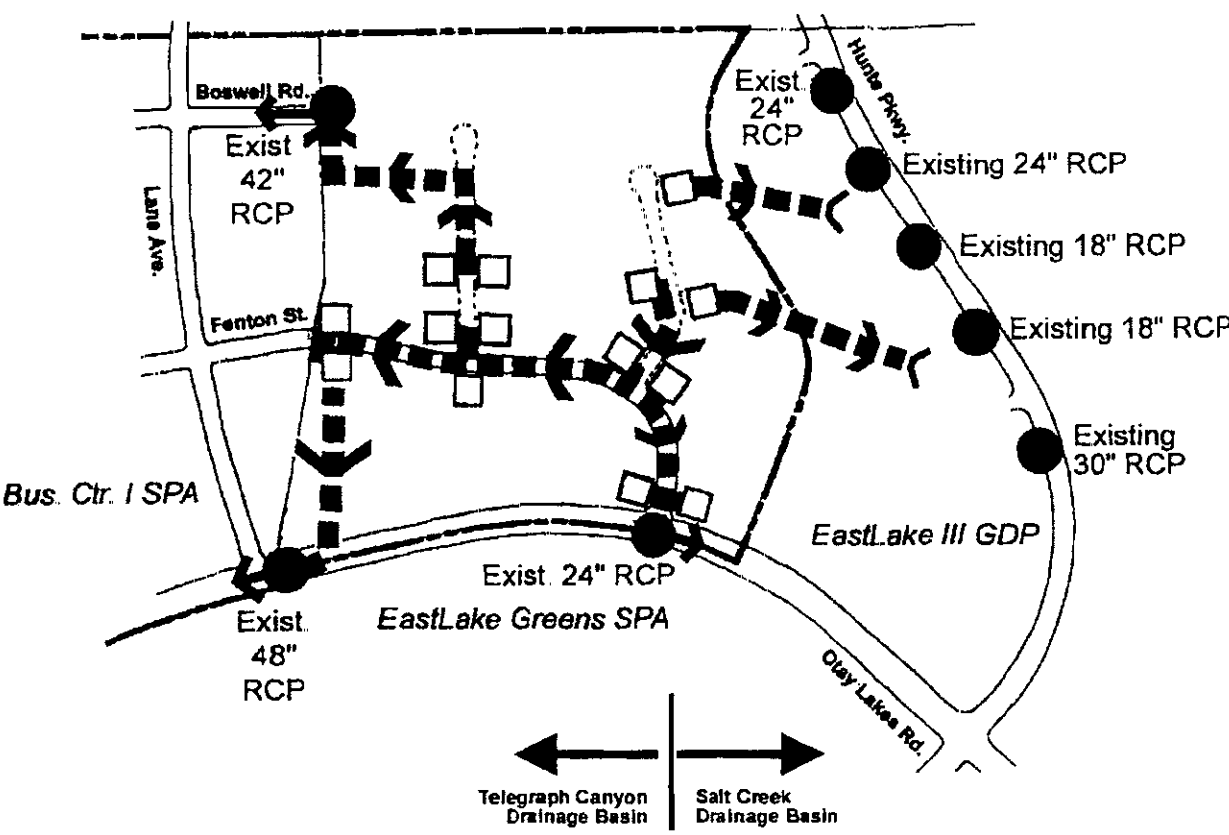 Hunte Pkwy.
Exist.
24"
RCP
Boswell Rd.
Exist
42"
RCP
Existing 24" RCP
Lane Ave.
Existing 18" RCP
Fenton St.
Existing 18" RCP
Existing
30" RCP
Bus. Ctr. I SPA
EastLake III GDP
Exist. 24" RCP
EastLake Greens SPA
Exist.
48"
RCP
Otay Lakes Rd.
Telegraph Canyon
Drainage Basin
Salt Creek
Drainage Basin